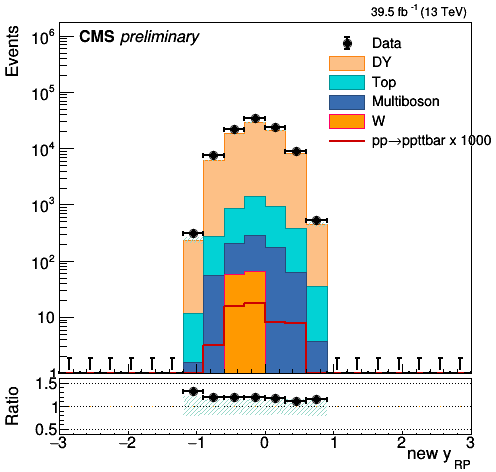 39.5 fb⁻¹ (13 TeV)
CMS preliminary
Events
10⁶
10⁵
10⁴
10³
10²
10
1
Data
DY
Top
Multiboson
W
pp→ppttbar x 1000
Ratio
1.5
1
0.5
−3 −2 −1 0 1 2 3
new y_RP